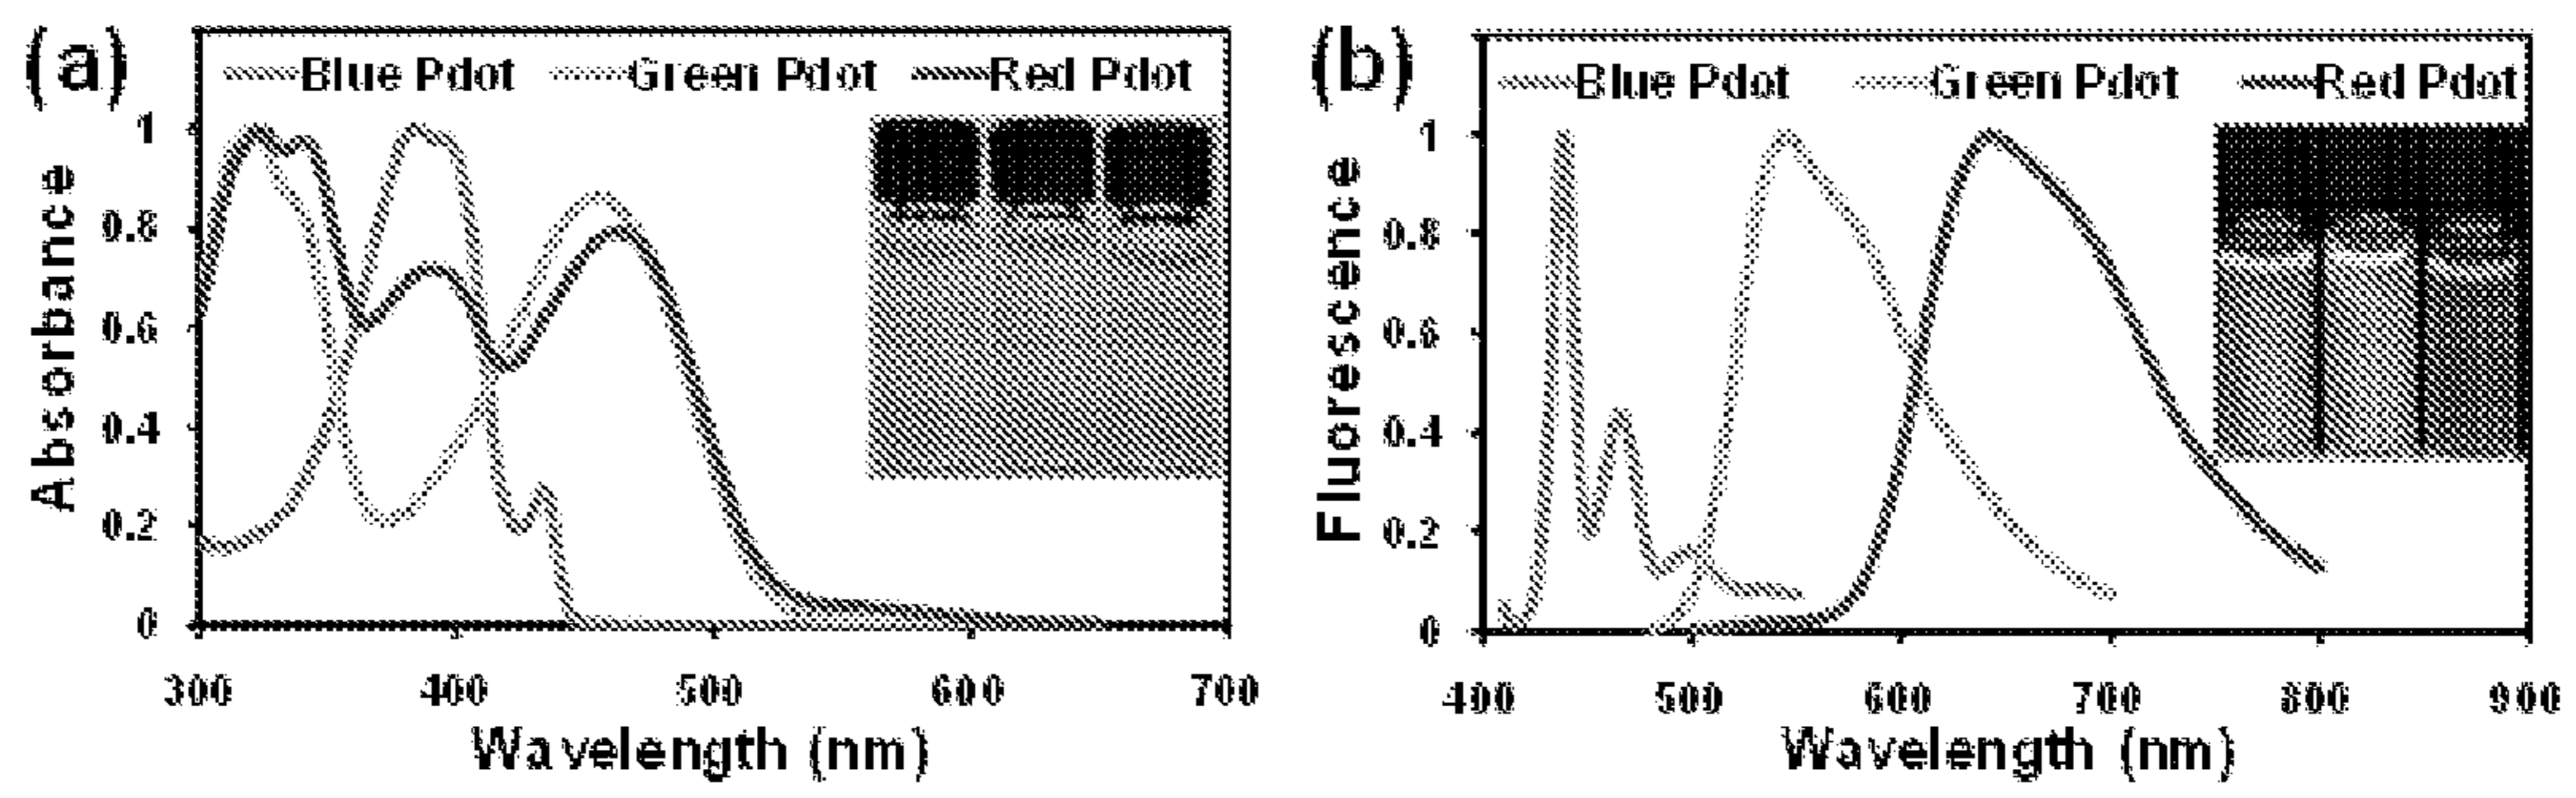 (a)
Blue Pdot Green Pdot Red Pdot
1
0.8
0.6
0.4
0.2
0
Absorbance
300 400 500 600 700
Wavelength (nm)
(b)
Blue Pdot Green Pdot Red Pdot
1
0.8
0.6
0.4
0.2
0
Fluorescence
400 500 600 700 800 900
Wavelength (nm)